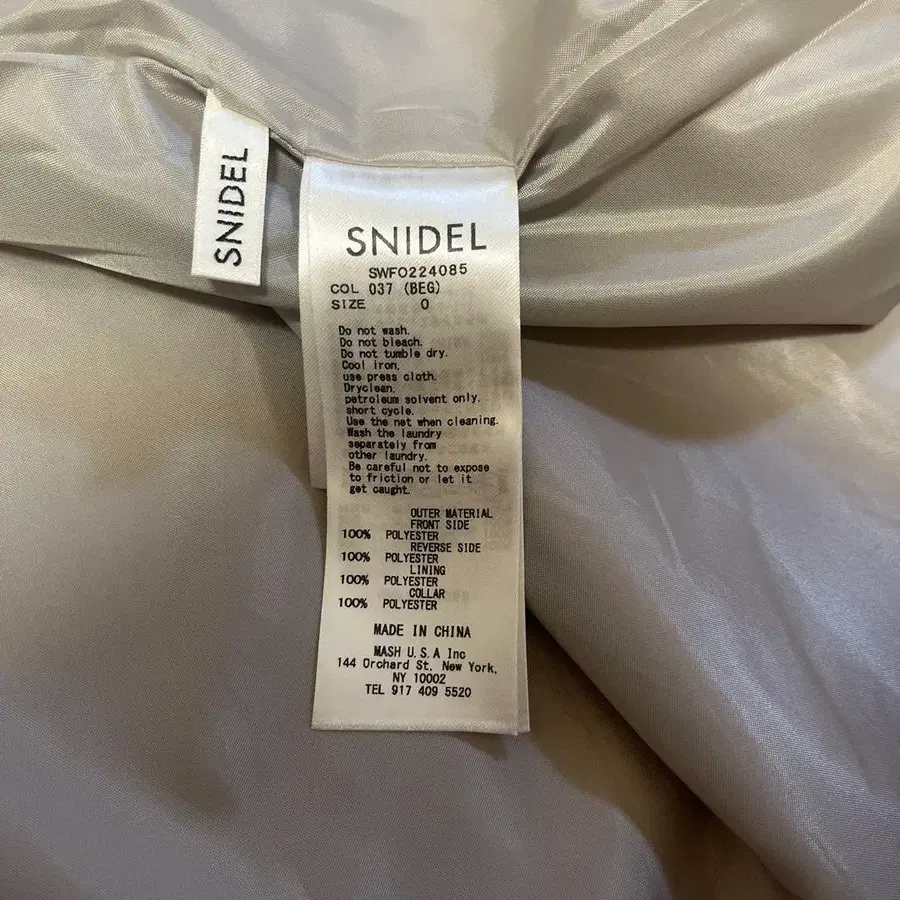 SNIDEL
SNIDEL
SWFO224085
COL 037 (BEG)
SIZE 0
Do not wash.
Do not bleach.
Do not tumble dry.
Cool iron,
use press cloth.
Dryclean,
petroleum solvent only,
short cycle.
Use the net when cleaning.
Wash the laundry
separately from
other laundry.
Be careful not to expose
to friction or let it
get caught.
OUTER MATERIAL
FRONT SIDE
100% POLYESTER
REVERSE SIDE
100% POLYESTER
LINING
100% POLYESTER
COLLAR
100% POLYESTER
MADE IN CHINA
MASH U.S.A Inc
144 Orchard St, New York,
NY 10002
TEL 917 409 5520